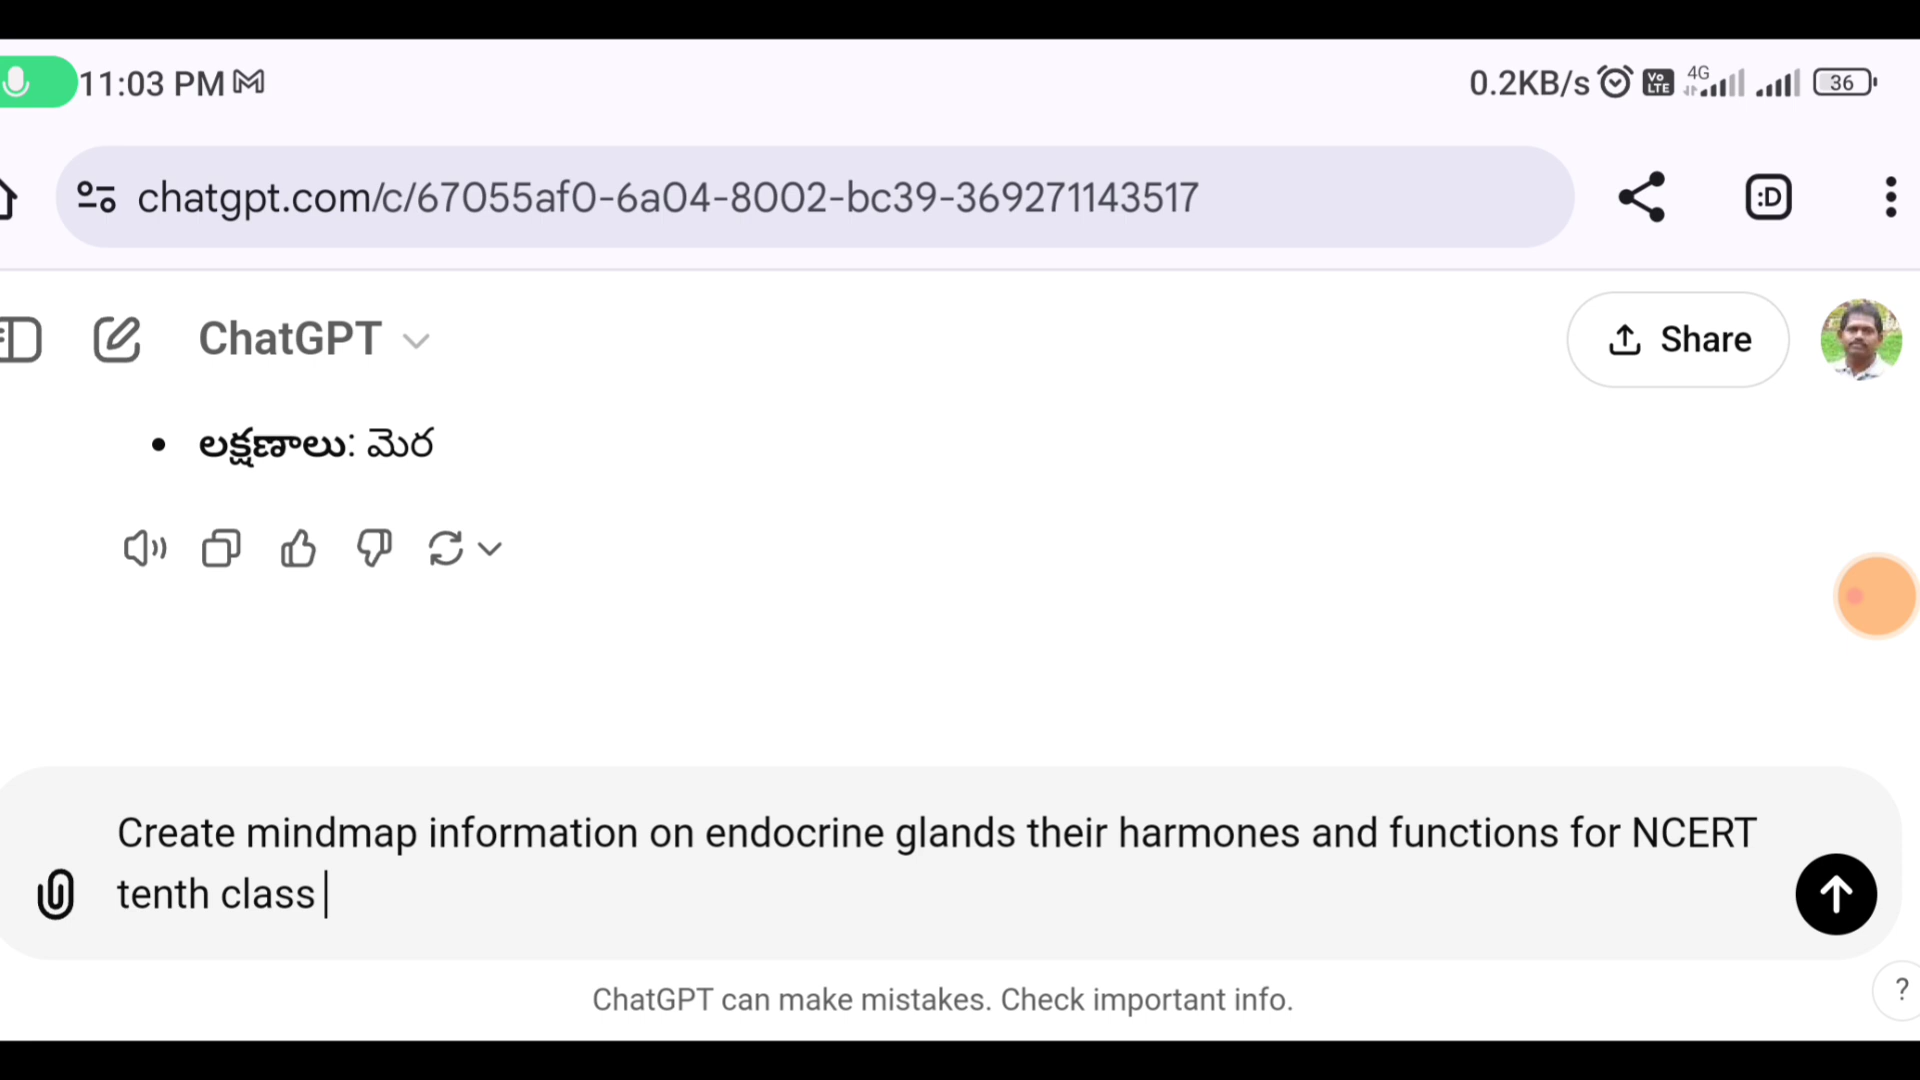 11:03 PM
0.2KB/s
Vo LTE
4G
36
chatgpt.com/c/67055af0-6a04-8002-bc39-369271143517
:D
ChatGPT
Share
• లక్షణాలు: మెర
Create mindmap information on endocrine glands their harmones and functions for NCERT
tenth class
ChatGPT can make mistakes. Check important info.
?